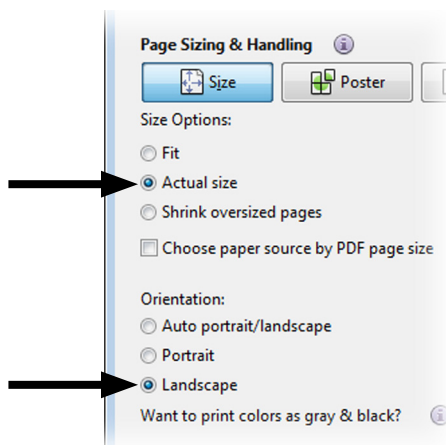 Page Sizing & Handling
Size
Poster
Size Options:
Fit
Actual size
Shrink oversized pages
Choose paper source by PDF page size
Orientation:
Auto portrait/landscape
Portrait
Landscape
Want to print colors as gray & black?